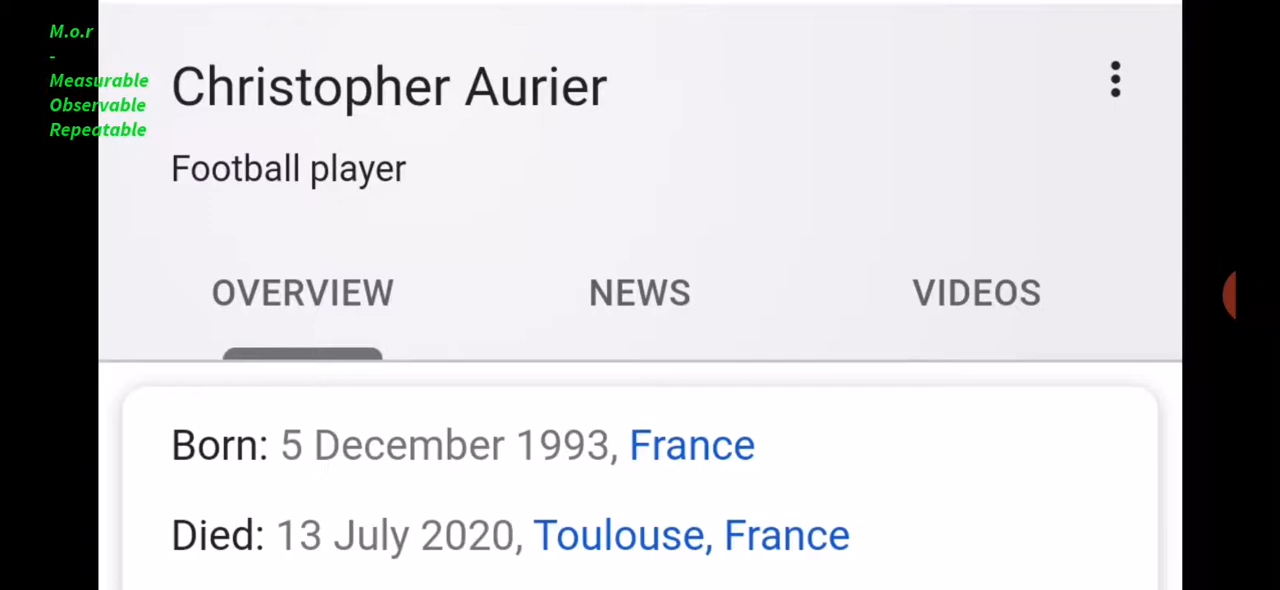 M.o.r
-
Measurable
Observable
Repeatable
Christopher Aurier
Football player
OVERVIEW NEWS VIDEOS
Born: 5 December 1993, France
Died: 13 July 2020, Toulouse, France